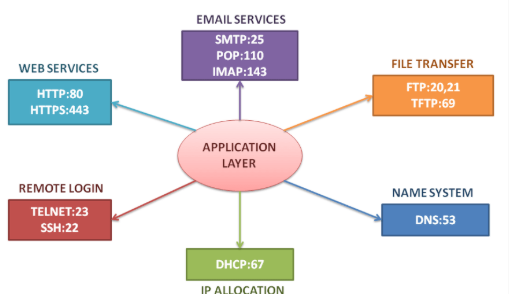 EMAIL SERVICES
SMTP:25
POP:110
IMAP:143
WEB SERVICES
HTTP:80
HTTPS:443
FILE TRANSFER
FTP:20,21
TFTP:69
APPLICATION
LAYER
REMOTE LOGIN
TELNET:23
SSH:22
NAME SYSTEM
DNS:53
DHCP:67
IP ALLOCATION